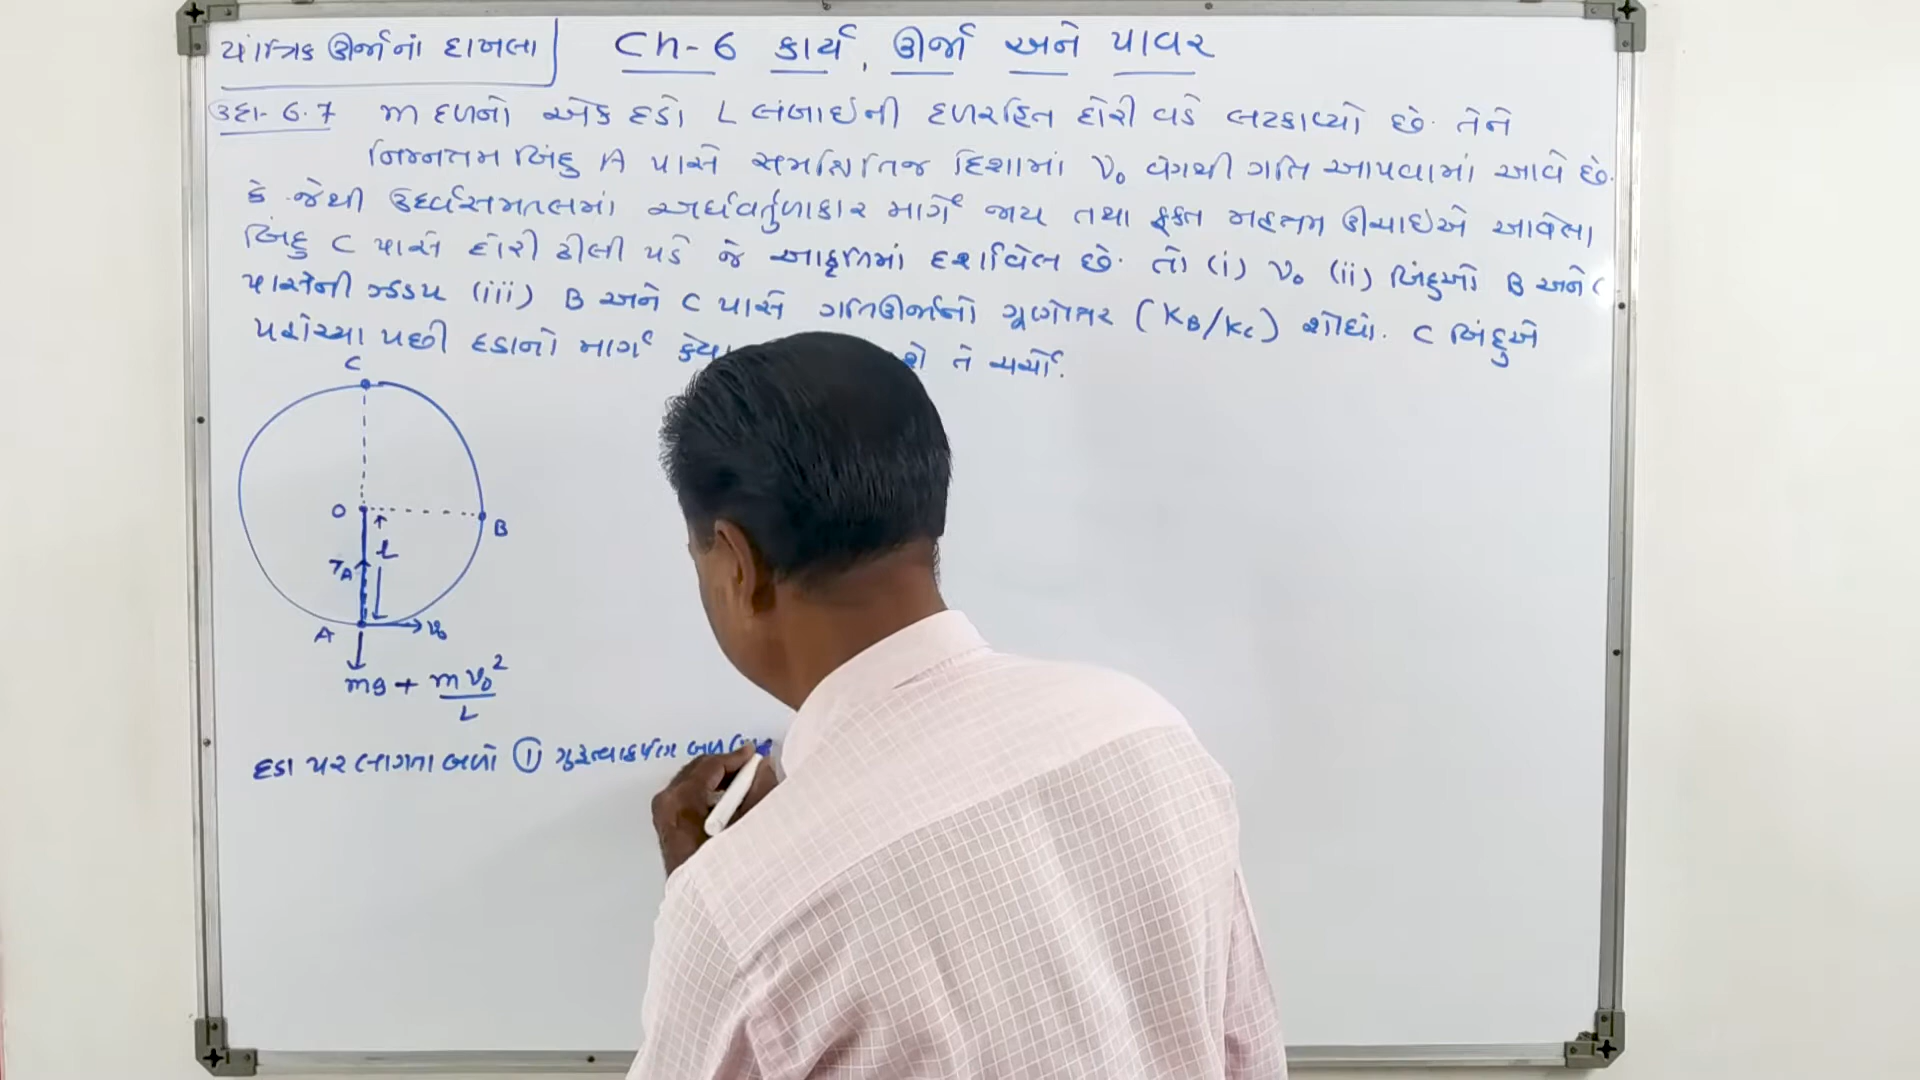 યાંત્રિક ઊર્જાનાં દાખલા
Ch-6 કાર્ય, ઊર્જા અને પાવર
ઉદા- 6.7 m દળનો એક દડો L લંબાઇની દળરહિત દોરી વડે લટકાવ્યો છે. તેને
નિમ્નતમ બિંદુ A પાસે સમક્ષિતિજ દિશામાં v₀ વેગથી ગતિ આપવામાં આવે છે.
કે જેથી ઉર્ધ્વસમતલમાં અર્ધવર્તુળાકાર માર્ગે જાય તથા ફક્ત મહત્તમ ઊંચાઇએ આવેલા
બિંદુ C પાસે દોરી ઢીલી પડે જે આકૃતિમાં દર્શાવેલ છે. તો (i) v₀ (ii) બિંદુઓ B અને C
પાસેની ઝડપ (iii) B અને C પાસે ગતિઊર્જાનો ગુણોત્તર (KB/Kc) શોધો. C બિંદુએ
પહોંચ્યા પછી દડાનો માર્ગ તે ચર્ચો.
C
O
B
l
TA
A
v₀
mg + mv₀²/L
દડા પર લાગતા બળો ① ગુરુત્વાકર્ષણ બળ